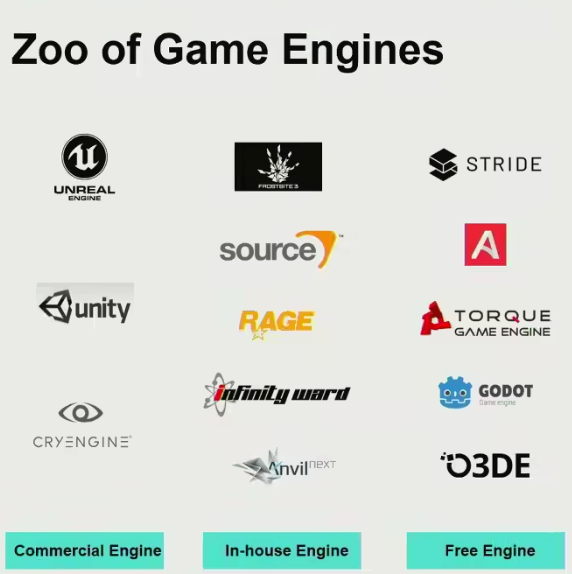 Zoo of Game Engines
UNREAL
ENGINE
unity
CRYENGINE®
FROSTBITE 3
source™
RAGE
infinity ward
Anvil next
STRIDE
A
TORQUE
GAME ENGINE
GODOT
Game engine
O3DE
Commercial Engine
In-house Engine
Free Engine